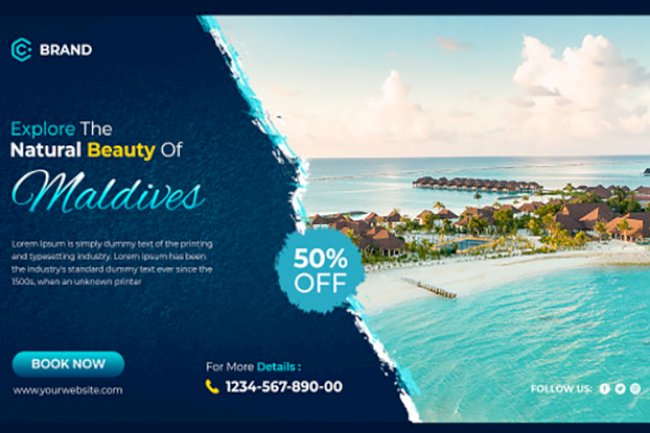 BRAND
Explore The
Natural Beauty Of
Maldives
Lorem Ipsum is simply dummy text of the printing
and typesetting industry. Lorem Ipsum has been
the industry's standard dummy text ever since the
1500s, when an unknown printer
50%
OFF
BOOK NOW
www.yourwebsite.com
For More Details :
1234-567-890-00
FOLLOW US: